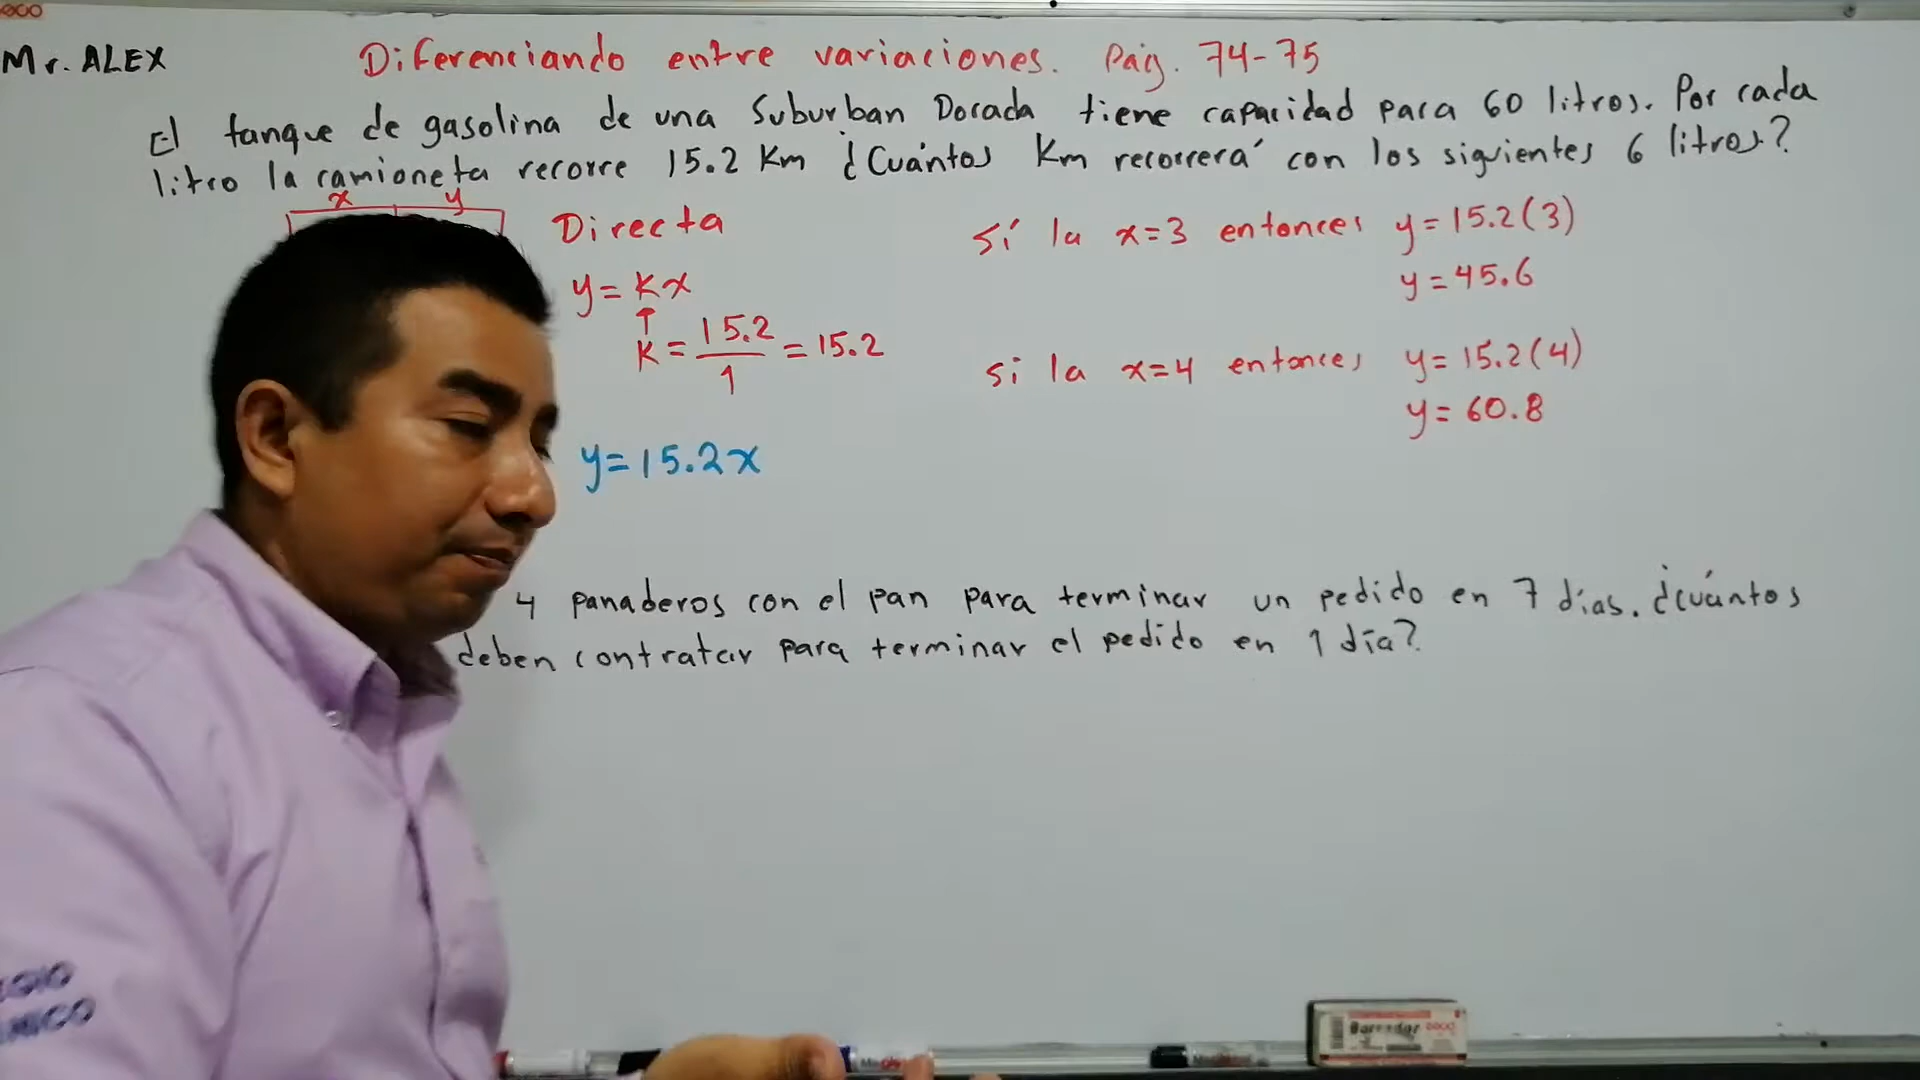 Mr. ALEX
Diferenciando entre variaciones. Pág. 74-75
El tanque de gasolina de una Suburban Dorada tiene capacidad para 60 litros. Por cada
litro la camioneta recorre 15.2 Km ¿Cuántos Km recorrerá con los siguientes 6 litros?
x y
Directa
y = Kx
K = 15.2/1 = 15.2
y=15.2x
Sí la x=3 entonces y=15.2(3)
y=45.6
si la x=4 entonces y=15.2(4)
y=60.8
4 panaderos con el pan para terminar un pedido en 7 días. ¿cuántos
deben contratar para terminar el pedido en 1 día?
Borrador